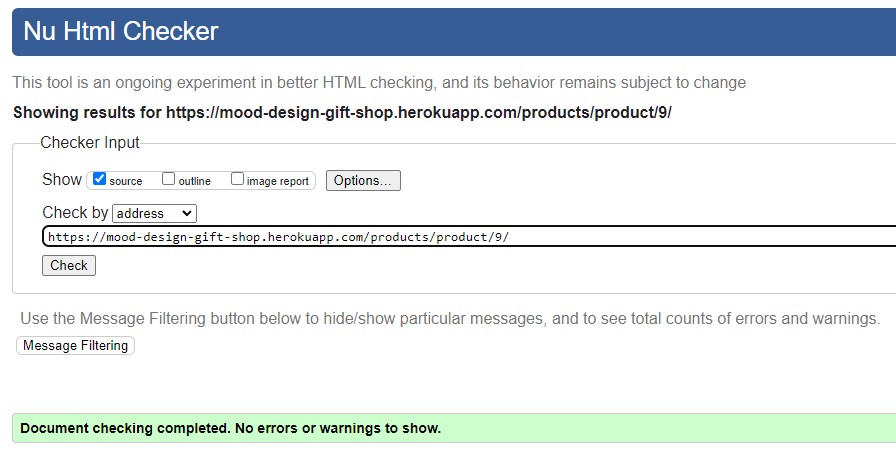 Nu Html Checker
This tool is an ongoing experiment in better HTML checking, and its behavior remains subject to change
Showing results for https://mood-design-gift-shop.herokuapp.com/products/product/9/
Checker Input
Show source outline image report Options...
Check by address
https://mood-design-gift-shop.herokuapp.com/products/product/9/
Check
Use the Message Filtering button below to hide/show particular messages, and to see total counts of errors and warnings.
Message Filtering
Document checking completed. No errors or warnings to show.